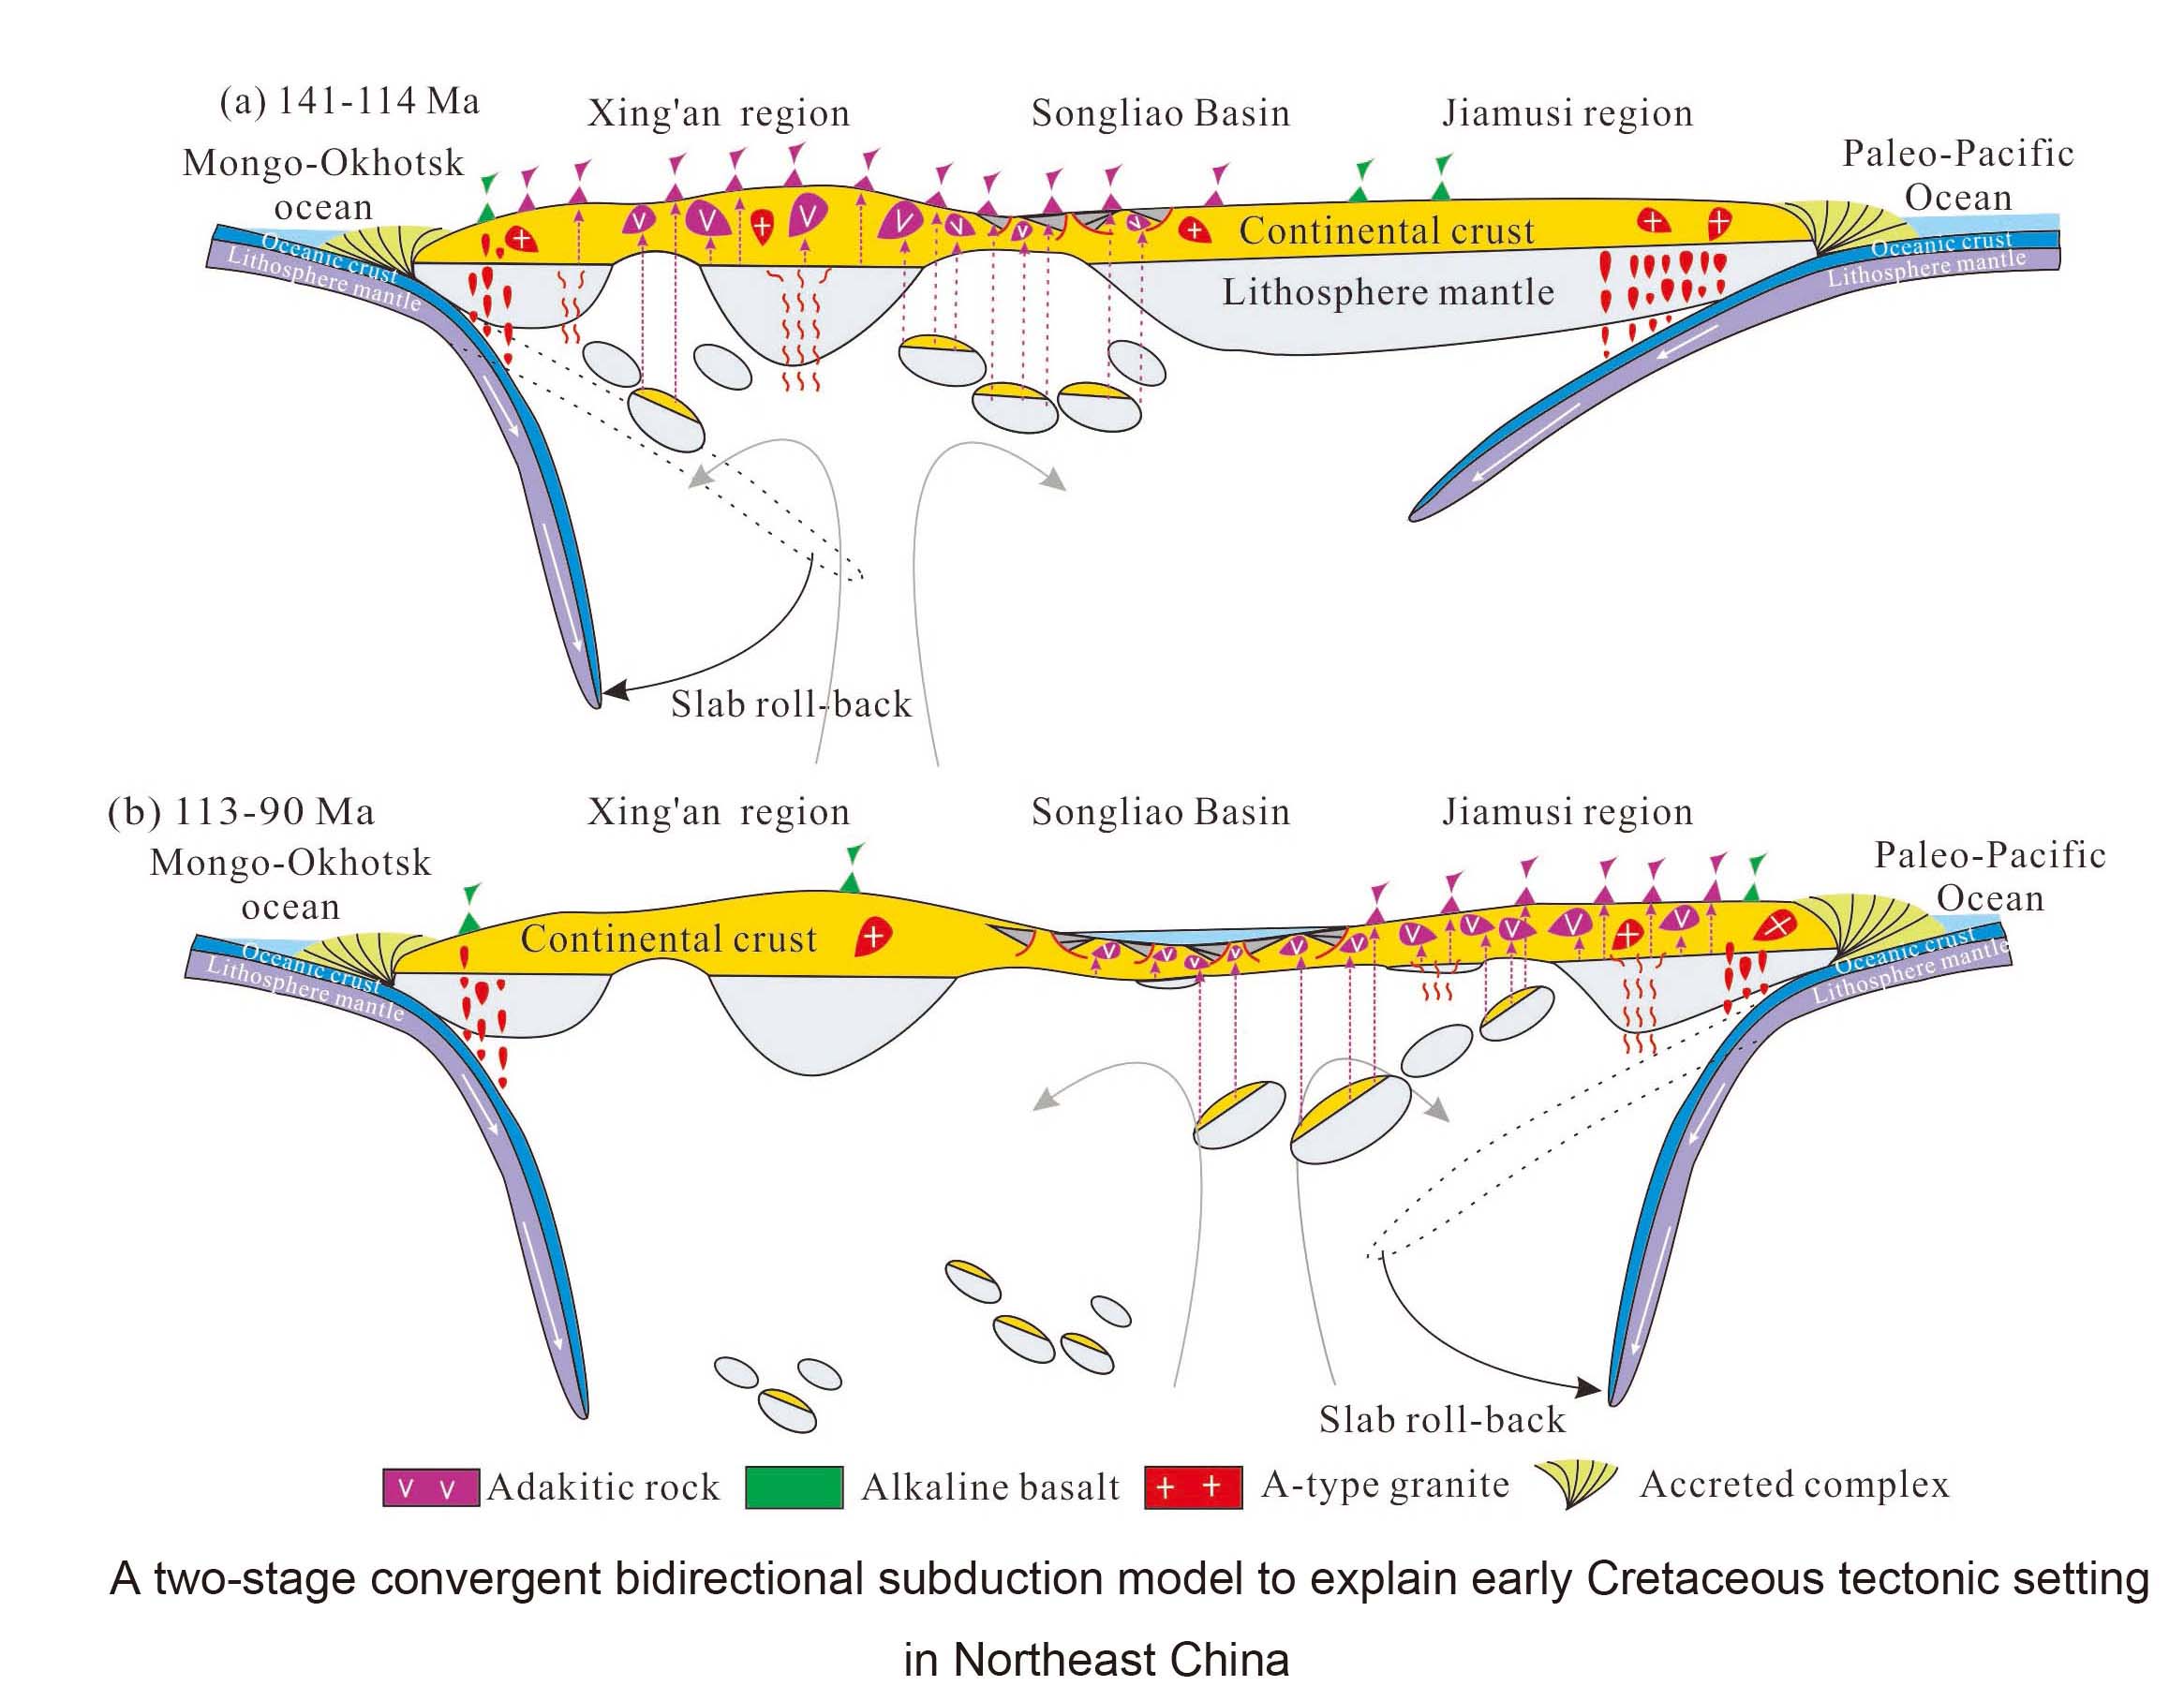 (a) 141-114 Ma
Xing'an region
Songliao Basin
Jiamusi region
Mongo-Okhotsk
ocean
Paleo-Pacific
Ocean
Oceanic crust
Lithosphere mantle
Continental crust
Lithosphere mantle
Oceanic crust
Lithosphere mantle
Slab roll-back
(b) 113-90 Ma
Xing'an region
Songliao Basin
Jiamusi region
Mongo-Okhotsk
ocean
Paleo-Pacific
Ocean
Oceanic crust
Lithosphere mantle
Continental crust
Oceanic crust
Lithosphere mantle
Slab roll-back
v v Adakitic rock
Alkaline basalt
+ + A-type granite
Accreted complex
A two-stage convergent bidirectional subduction model to explain early Cretaceous tectonic setting
in Northeast China